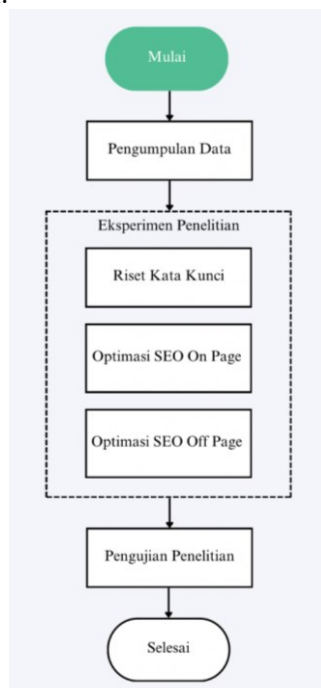 Mulai
Pengumpulan Data
Eksperimen Penelitian
Riset Kata Kunci
Optimasi SEO On Page
Optimasi SEO Off Page
Pengujian Penelitian
Selesai